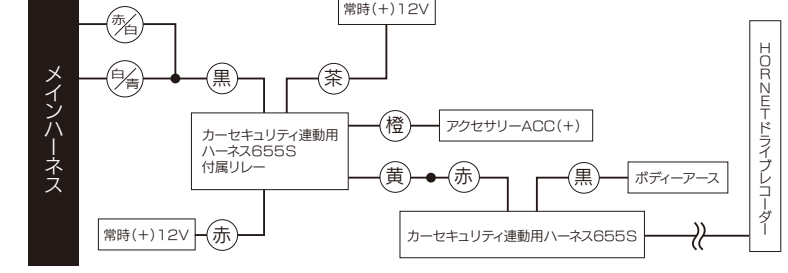 メインハーネス
赤/白
常時(+)12V
白/青
黒
茶
カーセキュリティ連動用
ハーネス655S
付属リレー
橙
アクセサリーACC(+)
黄
赤
黒
ボディーアース
常時(+)12V
赤
カーセキュリティ連動用ハーネス655S
HORNETドライブレコーダー